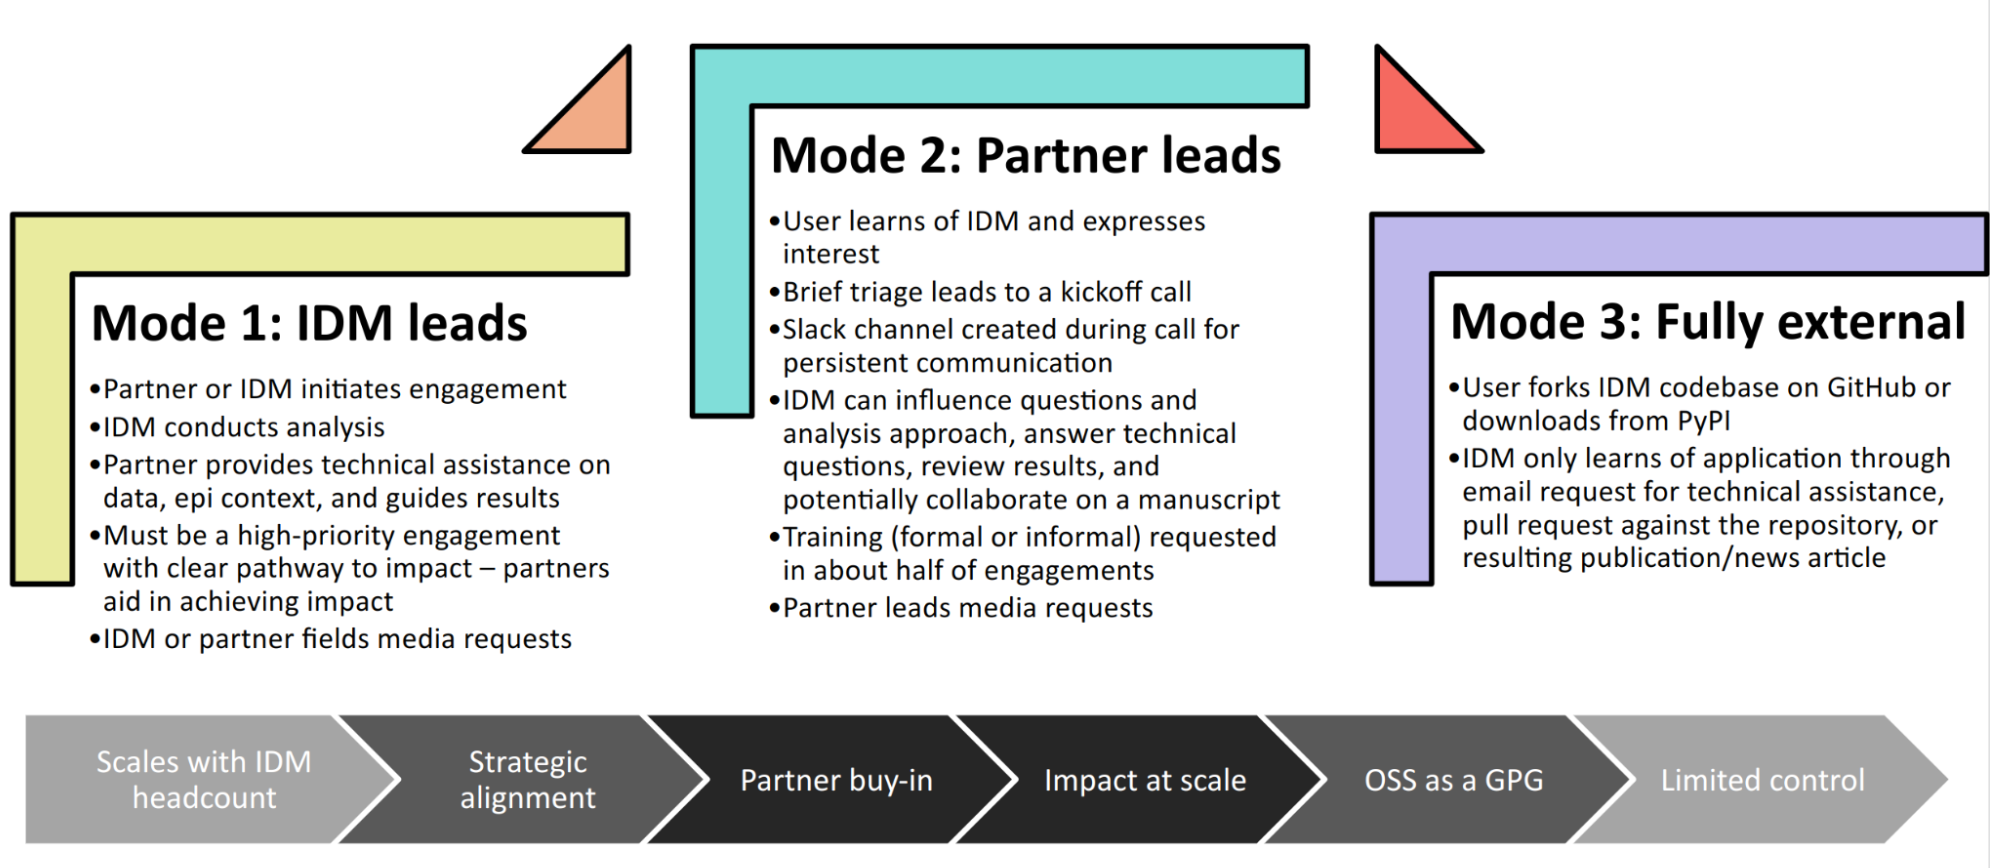 Mode 1: IDM leads
•Partner or IDM initiates engagement
•IDM conducts analysis
•Partner provides technical assistance on
data, epi context, and guides results
•Must be a high-priority engagement
with clear pathway to impact – partners
aid in achieving impact
•IDM or partner fields media requests
Mode 2: Partner leads
•User learns of IDM and expresses
interest
•Brief triage leads to a kickoff call
•Slack channel created during call for
persistent communication
•IDM can influence questions and
analysis approach, answer technical
questions, review results, and
potentially collaborate on a manuscript
•Training (formal or informal) requested
in about half of engagements
•Partner leads media requests
Mode 3: Fully external
•User forks IDM codebase on GitHub or
downloads from PyPI
•IDM only learns of application through
email request for technical assistance,
pull request against the repository, or
resulting publication/news article
Scales with IDM
headcount
Strategic
alignment
Partner buy-in
Impact at scale
OSS as a GPG
Limited control